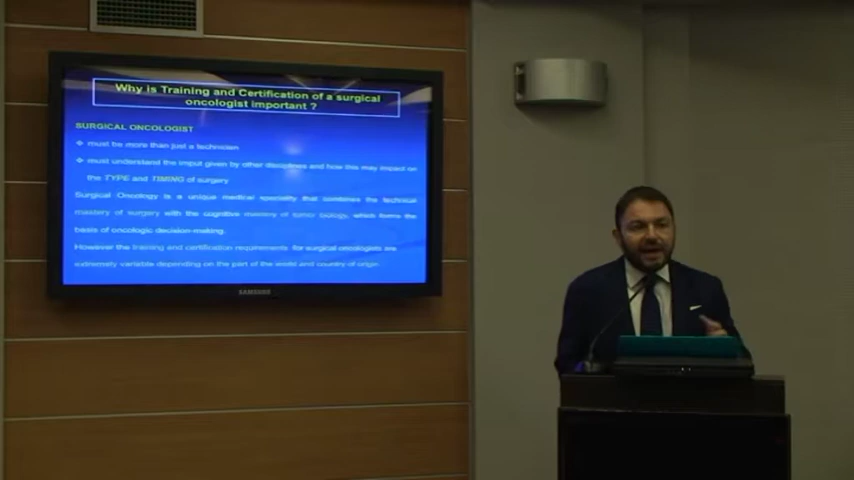 Why is Training and Certification of a surgical
oncologist important ?
SURGICAL ONCOLOGIST
❖ must be more than just a technician
❖ must understand the imput given by other disciplines and how this may impact on
the TYPE and TIMING of surgery
Surgical Oncology is a unique medical speciality that combines the technical
mastery of surgery with the cognitive mastery of tumor biology, which forms the
basis of oncologic decision-making.
However the training and certification requirements for surgical oncologists are
extremely variable depending on the part of the world and country of origin
SAMSUNG